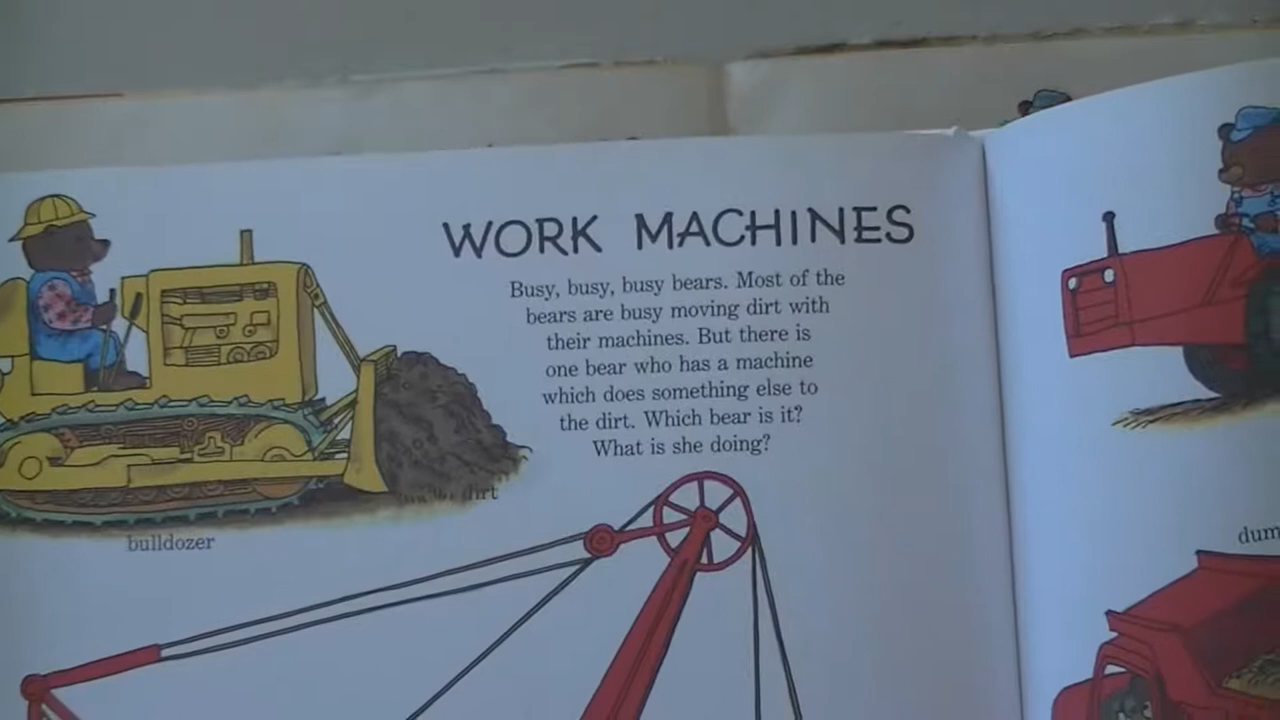 WORK MACHINES
Busy, busy, busy bears. Most of the
bears are busy moving dirt with
their machines. But there is
one bear who has a machine
which does something else to
the dirt. Which bear is it?
What is she doing?
dirt
bulldozer
dum